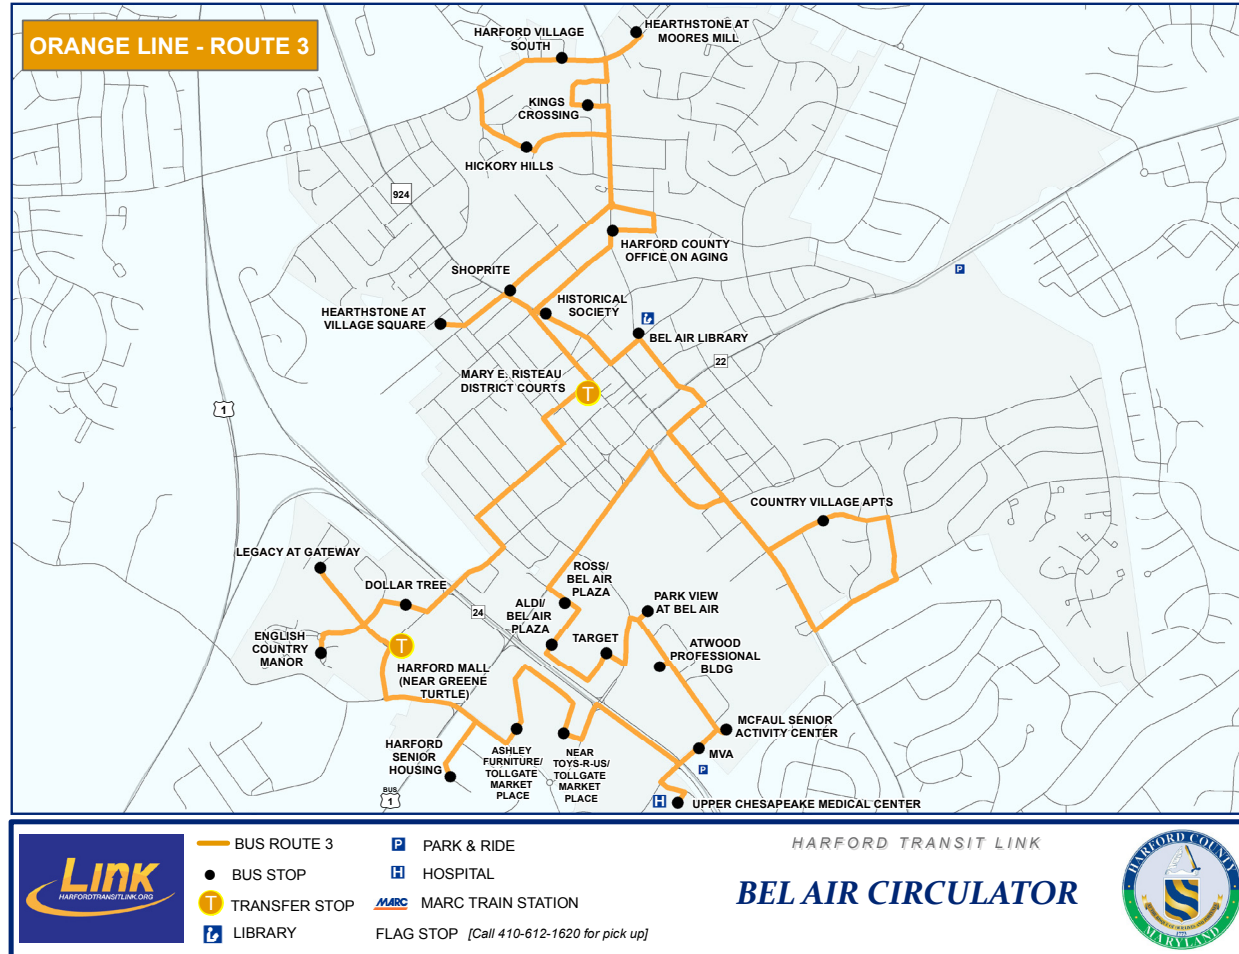 ORANGE LINE - ROUTE 3
HARFORD VILLAGE
SOUTH
HEARTHSTONE AT
MOORES MILL
KINGS
CROSSING
HICKORY HILLS
924
HARFORD COUNTY
OFFICE ON AGING
P
SHOPRITE
HISTORICAL
SOCIETY
HEARTHSTONE AT
VILLAGE SQUARE
BEL AIR LIBRARY
22
MARY E. RISTEAU
DISTRICT COURTS
T
1
COUNTRY VILLAGE APTS
LEGACY AT GATEWAY
DOLLAR TREE
24
ROSS/
BEL AIR
PLAZA
ALDI/
BEL AIR
PLAZA
PARK VIEW
AT BEL AIR
TARGET
ENGLISH
COUNTRY
MANOR
T
HARFORD MALL
(NEAR GREENE
TURTLE)
ATWOOD
PROFESSIONAL
BLDG
MCFAUL SENIOR
ACTIVITY CENTER
HARFORD
SENIOR
HOUSING
ASHLEY
FURNITURE/
TOLLGATE
MARKET
PLACE
NEAR
TOYS-R-US/
TOLLGATE
MARKET
PLACE
MVA
P
BUS
1
H
UPPER CHESAPEAKE MEDICAL CENTER
LINK
HARFORDTRANSITLINK.ORG
BUS ROUTE 3
BUS STOP
T TRANSFER STOP
LIBRARY
P PARK & RIDE
H HOSPITAL
MARC MARC TRAIN STATION
FLAG STOP [Call 410-612-1620 for pick up]
HARFORD TRANSIT LINK
BEL AIR CIRCULATOR
HARFORD COUNTY
MARYLAND